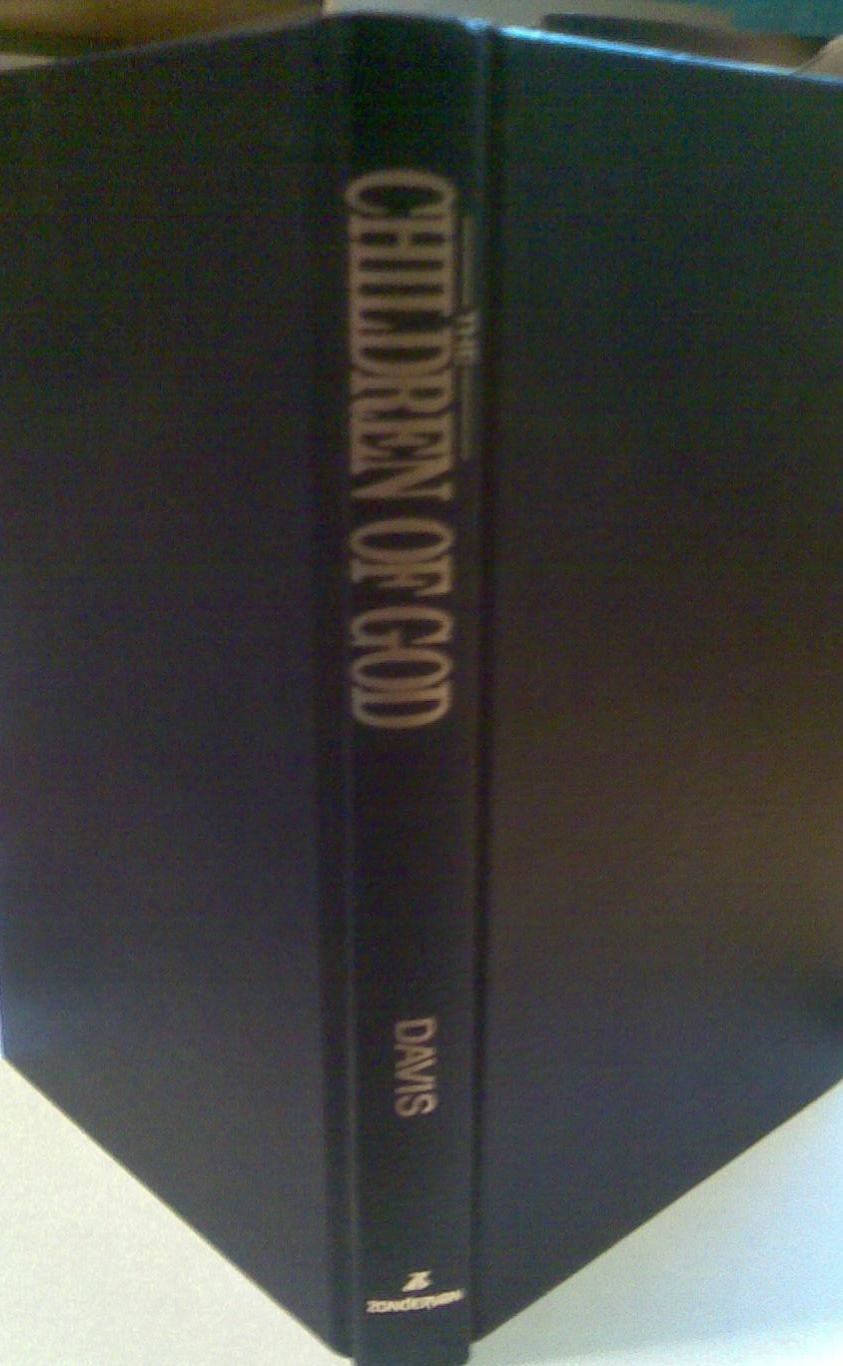 THE
CHILDREN OF GOD
DAVIS
Z
ZONDERVAN